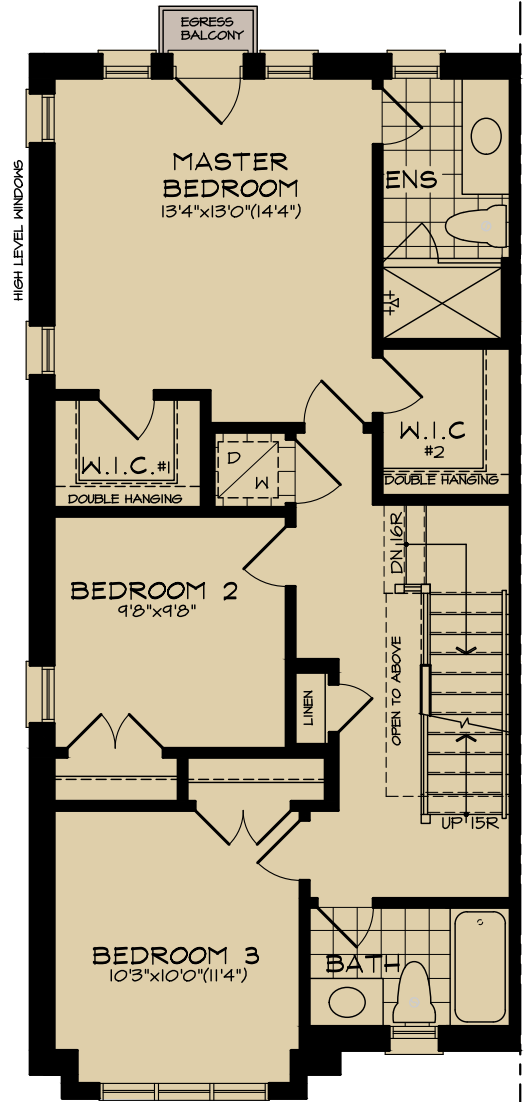 EGRESS
BALCONY
HIGH LEVEL WINDOWS
MASTER
BEDROOM
13'4"x13'0"(14'4")
ENS
W.I.C.#1
DOUBLE HANGING
D
W
W.I.C
#2
DOUBLE HANGING
DN 16R
BEDROOM 2
9'8"x9'8"
OPEN TO ABOVE
LINEN
UP 15R
BEDROOM 3
10'3"x10'0"(11'4")
BATH